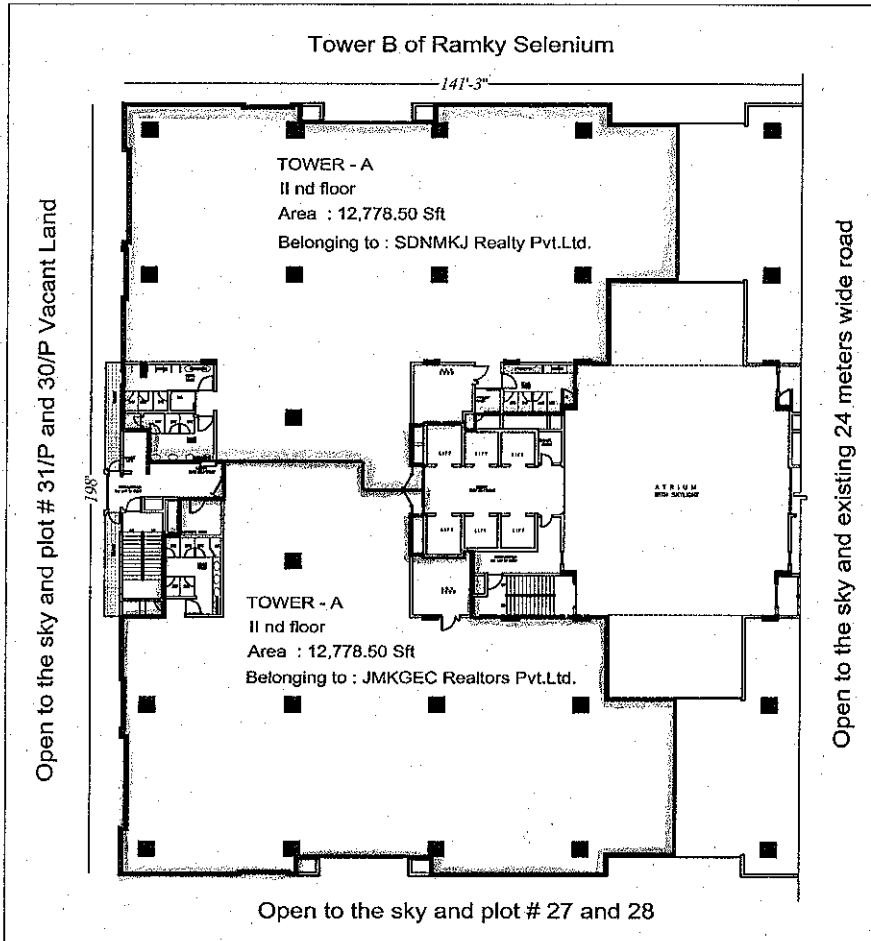 Tower B of Ramky Selenium
141'-3"
TOWER - A
II nd floor
Area : 12,778.50 Sft
Belonging to : SDNMKJ Realty Pvt.Ltd.
Open to the sky and plot # 31/P and 30/P Vacant Land
198'
Open to the sky and existing 24 meters wide road
LIFT LIFT LIFT
ATRIUM
WITH SKYLIGHT
LIFT LIFT LIFT
TOWER - A
II nd floor
Area : 12,778.50 Sft
Belonging to : JMKGEC Realtors Pvt.Ltd.
Open to the sky and plot # 27 and 28